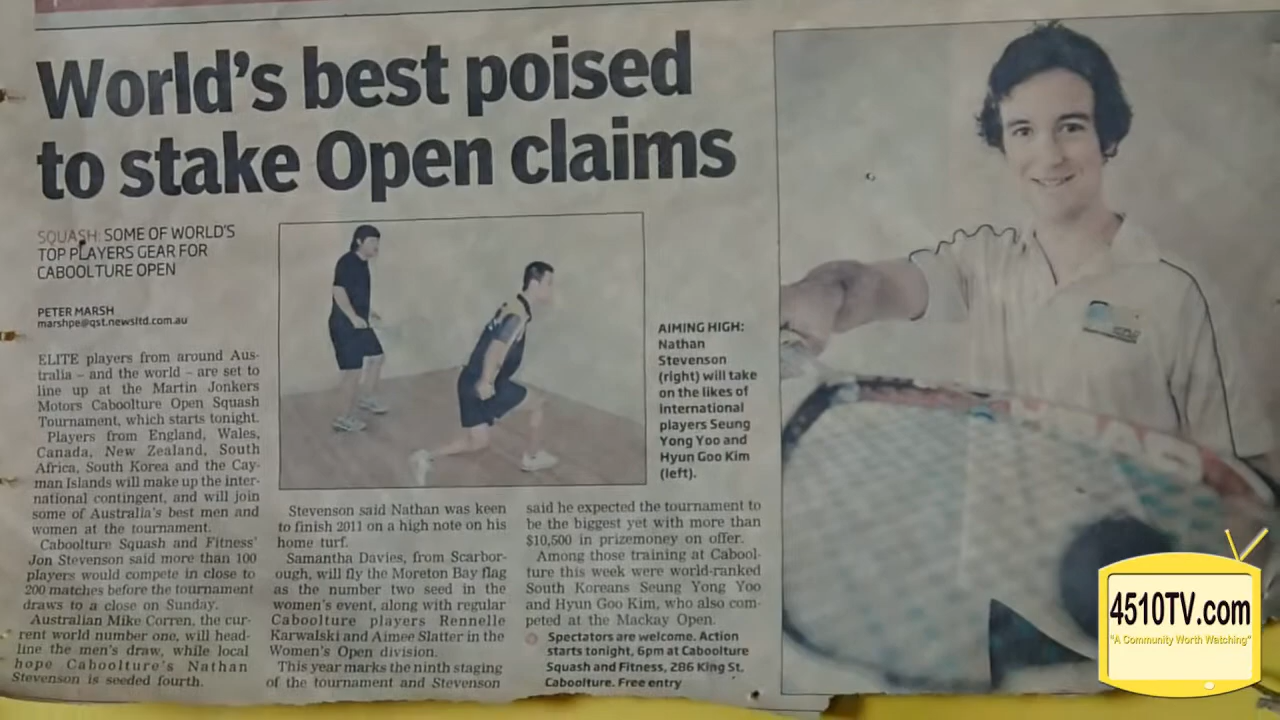 World's best poised
to stake Open claims
SQUASH: SOME OF WORLD'S
TOP PLAYERS GEAR FOR
CABOOLTURE OPEN
PETER MARSH
marshpe@qst.newsltd.com.au
ELITE players from around Aus-
tralia – and the world – are set to
line up at the Martin Jonkers
Motors Caboolture Open Squash
Tournament, which starts tonight.
Players from England, Wales,
Canada, New Zealand, South
Africa, South Korea and the Cay-
man Islands will make up the inter-
national contingent, and will join
some of Australia's best men and
women at the tournament.
Caboolture Squash and Fitness'
Jon Stevenson said more than 100
players would compete in close to
200 matches before the tournament
draws to a close on Sunday.
Australian Mike Corren, the cur-
rent world number one, will head-
line the men's draw, while local
hope Caboolture's Nathan
Stevenson is seeded fourth.
Stevenson said Nathan was keen
to finish 2011 on a high note on his
home turf.
Samantha Davies, from Scarbor-
ough, will fly the Moreton Bay flag
as the number two seed in the
women's event, along with regular
Caboolture players Rennelle
Karwalski and Aimee Slatter in the
Women's Open division.
This year marks the ninth staging
of the tournament and Stevenson
said he expected the tournament to
be the biggest yet with more than
$10,500 in prizemoney on offer.
Among those training at Cabool-
ture this week were world-ranked
South Koreans Seung Yong Yoo
and Hyun Goo Kim, who also com-
peted at the Mackay Open.
Spectators are welcome. Action
starts tonight, 6pm at Caboolture
Squash and Fitness, 286 King St,
Caboolture. Free entry
AIMING HIGH:
Nathan
Stevenson
(right) will take
on the likes of
International
players Seung
Yong Yoo and
Hyun Goo Kim
(left).
4510TV.com
"A Community Worth Watching"